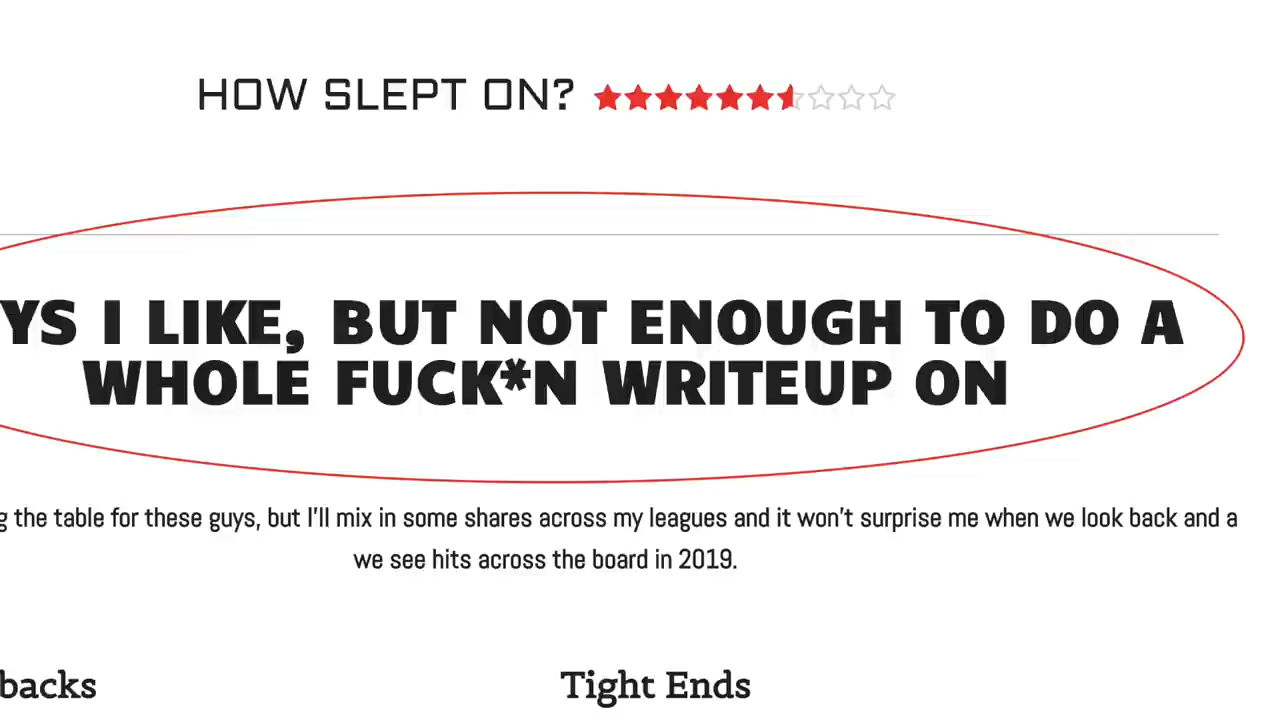 HOW SLEPT ON?
YS I LIKE, BUT NOT ENOUGH TO DO A
WHOLE FUCK*N WRITEUP ON
g the table for these guys, but I'll mix in some shares across my leagues and it won't surprise me when we look back and a
we see hits across the board in 2019.
backs
Tight Ends